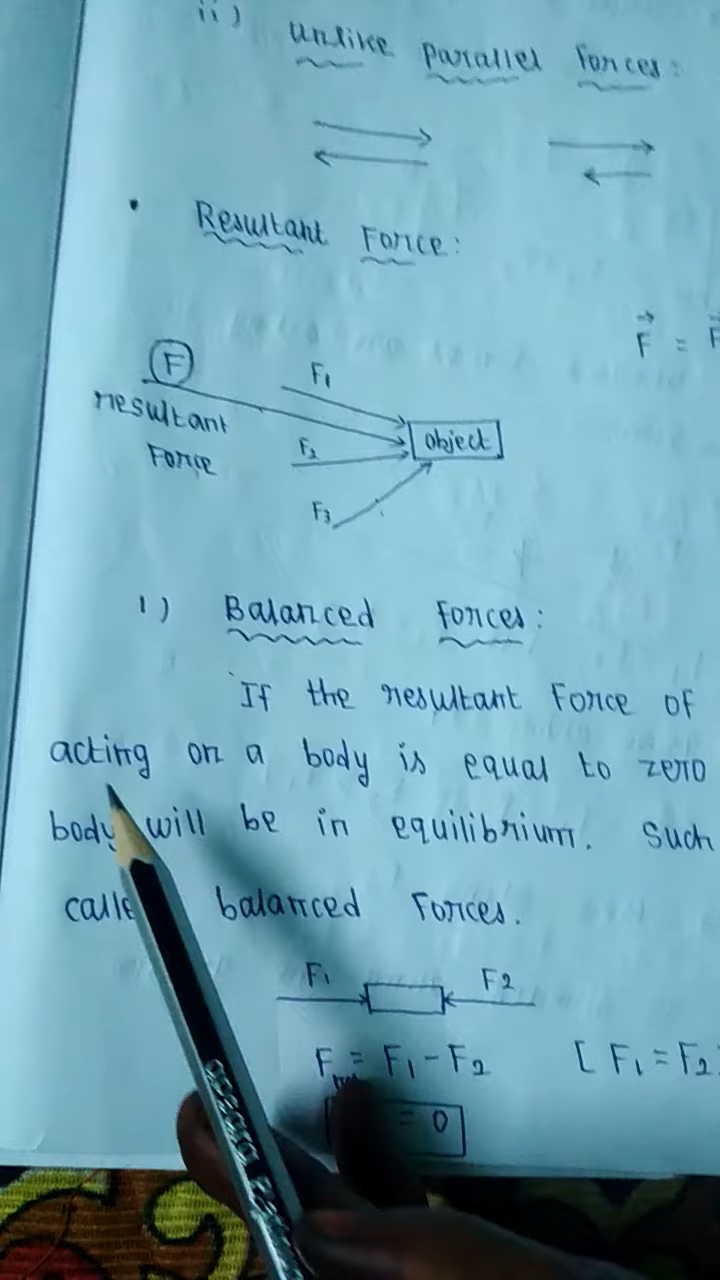 ii) Unlike parallel Forces:
Resultant Force:
F⃗ =
F
F₁
resultant
Force
object
F₂
F₃
1) Balanced Forces:
If the resultant Force of
acting on a body is equal to zero
body will be in equilibrium. Such
balanced Forces.
F₁ F₂
= F₁ - F₂ [ F₁ = F₂
= 0